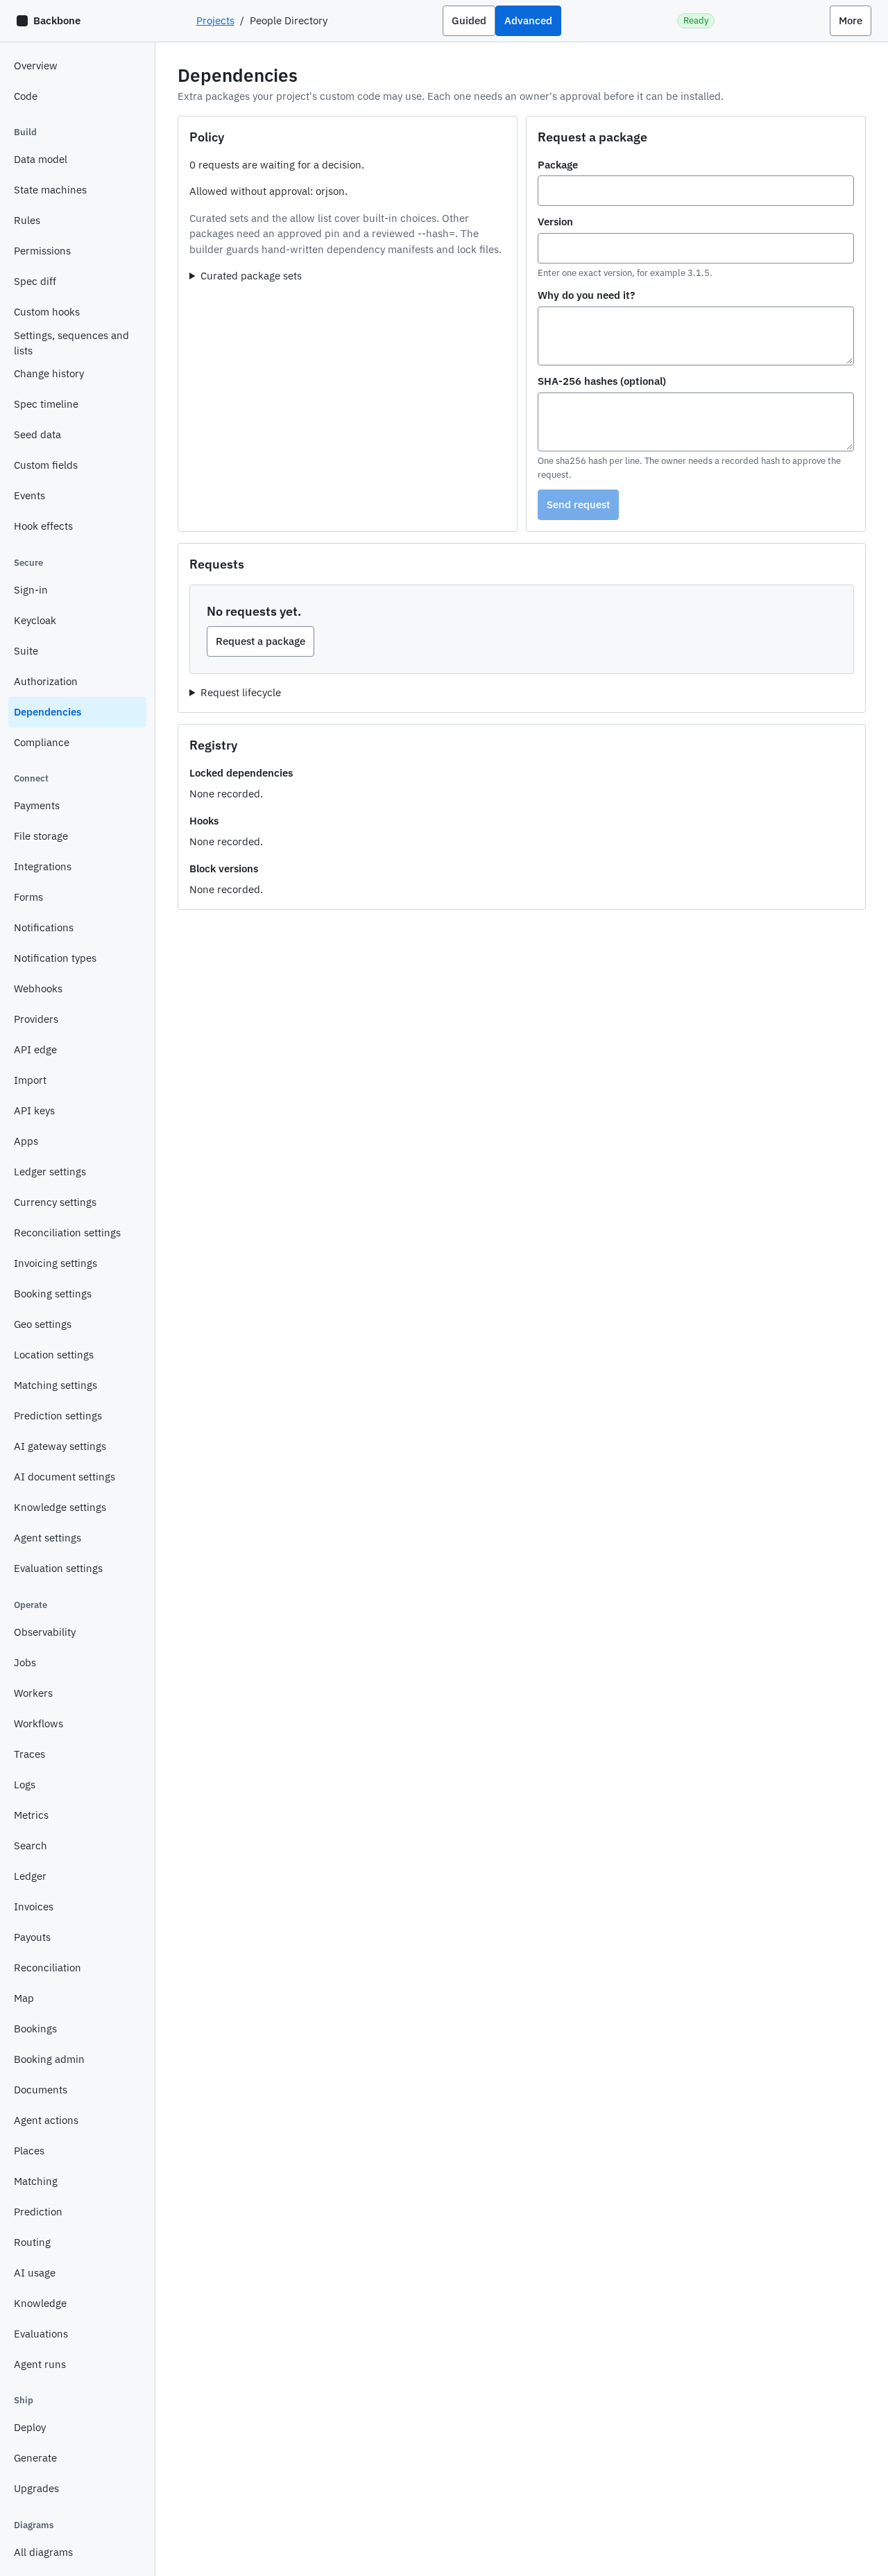 Backbone
Projects / People Directory
Guided
Advanced
Ready
More
Overview
Code
Build
Data model
State machines
Rules
Permissions
Spec diff
Custom hooks
Settings, sequences and
lists
Change history
Spec timeline
Seed data
Custom fields
Events
Hook effects
Secure
Sign-in
Keycloak
Suite
Authorization
Dependencies
Compliance
Connect
Payments
File storage
Integrations
Forms
Notifications
Notification types
Webhooks
Providers
API edge
Import
API keys
Apps
Ledger settings
Currency settings
Reconciliation settings
Invoicing settings
Booking settings
Geo settings
Location settings
Matching settings
Prediction settings
AI gateway settings
AI document settings
Knowledge settings
Agent settings
Evaluation settings
Operate
Observability
Jobs
Workers
Workflows
Traces
Logs
Metrics
Search
Ledger
Invoices
Payouts
Reconciliation
Map
Bookings
Booking admin
Documents
Agent actions
Places
Matching
Prediction
Routing
AI usage
Knowledge
Evaluations
Agent runs
Ship
Deploy
Generate
Upgrades
Diagrams
All diagrams
Dependencies
Extra packages your project's custom code may use. Each one needs an owner's approval before it can be installed.
Policy
0 requests are waiting for a decision.
Allowed without approval: orjson.
Curated sets and the allow list cover built-in choices. Other
packages need an approved pin and a reviewed --hash=. The
builder guards hand-written dependency manifests and lock files.
Curated package sets
Request a package
Package
Version
Enter one exact version, for example 3.1.5.
Why do you need it?
SHA-256 hashes (optional)
One sha256 hash per line. The owner needs a recorded hash to approve the
request.
Send request
Requests
No requests yet.
Request a package
Request lifecycle
Registry
Locked dependencies
None recorded.
Hooks
None recorded.
Block versions
None recorded.